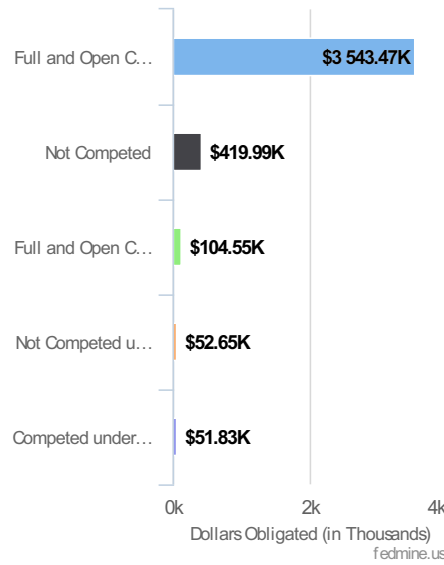 Full and Open C...
$3 543.47K
Not Competed
$419.99K
Full and Open C...
$104.55K
Not Competed u...
$52.65K
Competed under...
$51.83K
0k
2k
4k
Dollars Obligated (in Thousands)
fedmine.us